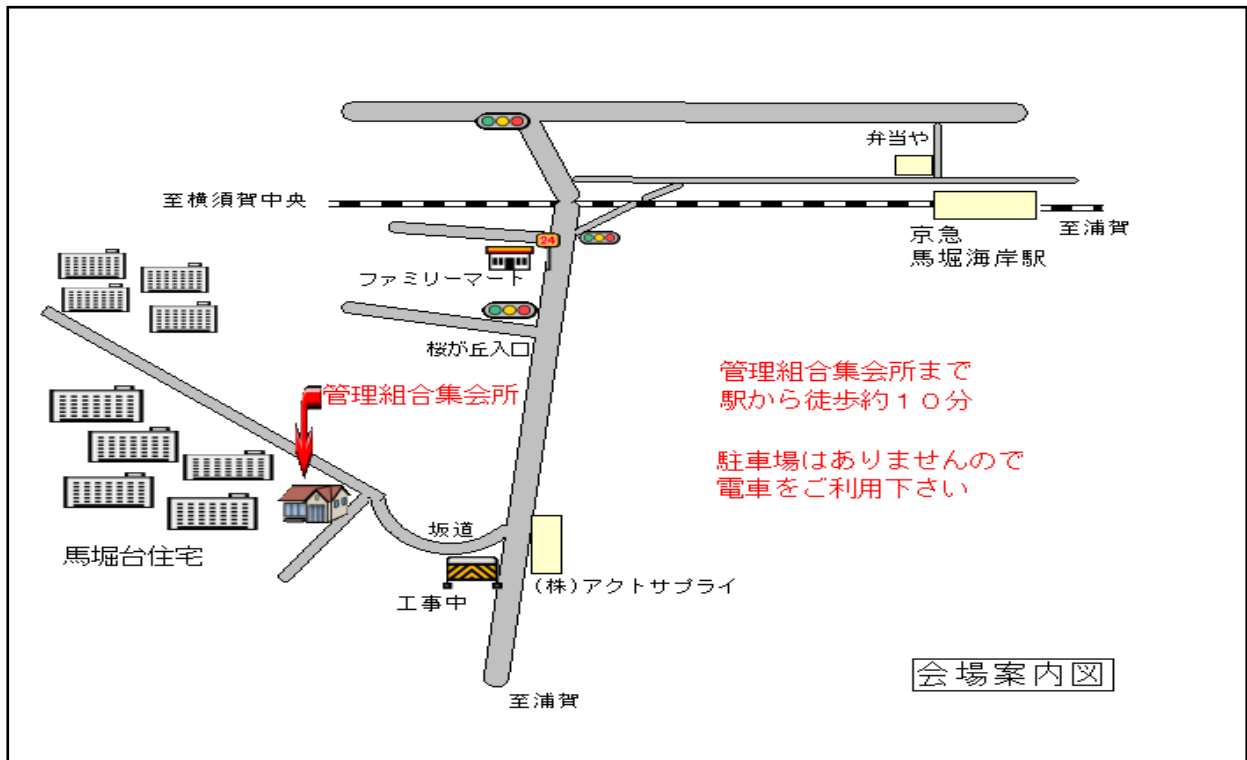 弁当や
至横須賀中央
至浦賀
京急
馬堀海岸駅
24
ファミリーマート
桜が丘入口
管理組合集会所まで
駅から徒歩約１０分
管理組合集会所
駐車場はありませんので
電車をご利用下さい
坂道
馬堀台住宅
(株)アクトサプライ
工事中
会場案内図
至浦賀